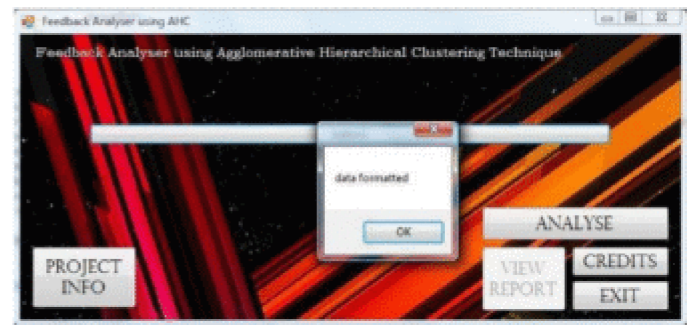 Feedback Analyser using AHC
Feedback Analyser using Agglomerative Hierarchical Clustering Technique
data formatted
OK
ANALYSE
PROJECT
INFO
VIEW
REPORT
CREDITS
EXIT